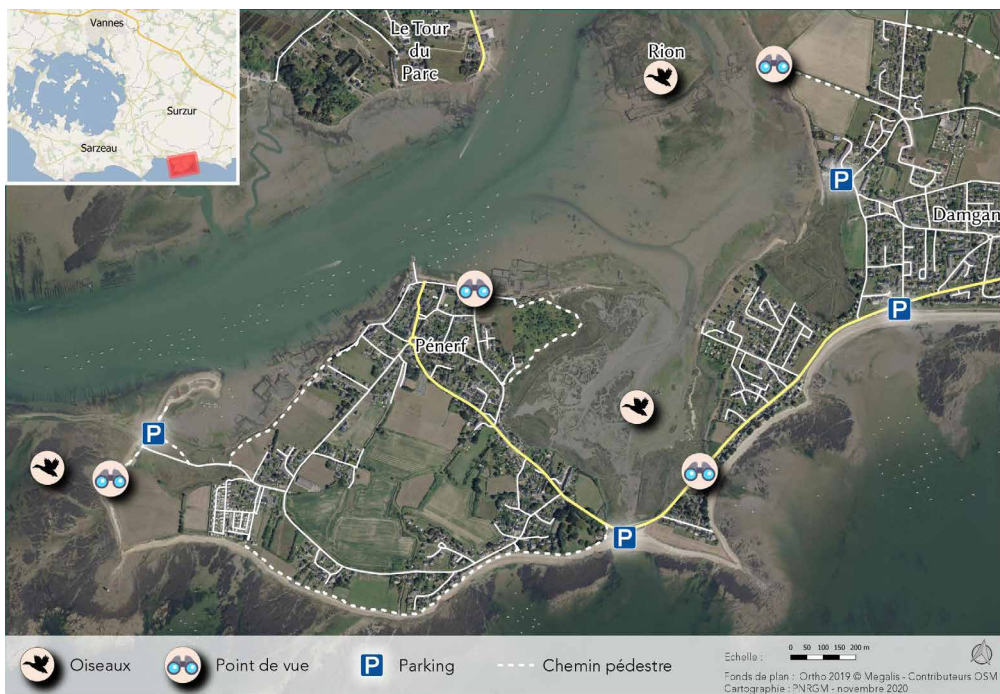 Vannes
Surzur
Sarzeau
Le Tour
du
Parc
Rion
P
Damgan
P
Pénerf
P
P
Oiseaux
Point de vue
P Parking
Chemin pédestre
Echelle :
0 50 100 150 200 m
Fonds de plan : Ortho 2019 © Megalis - Contributeurs OSM
Cartographie : PNRGM - novembre 2020